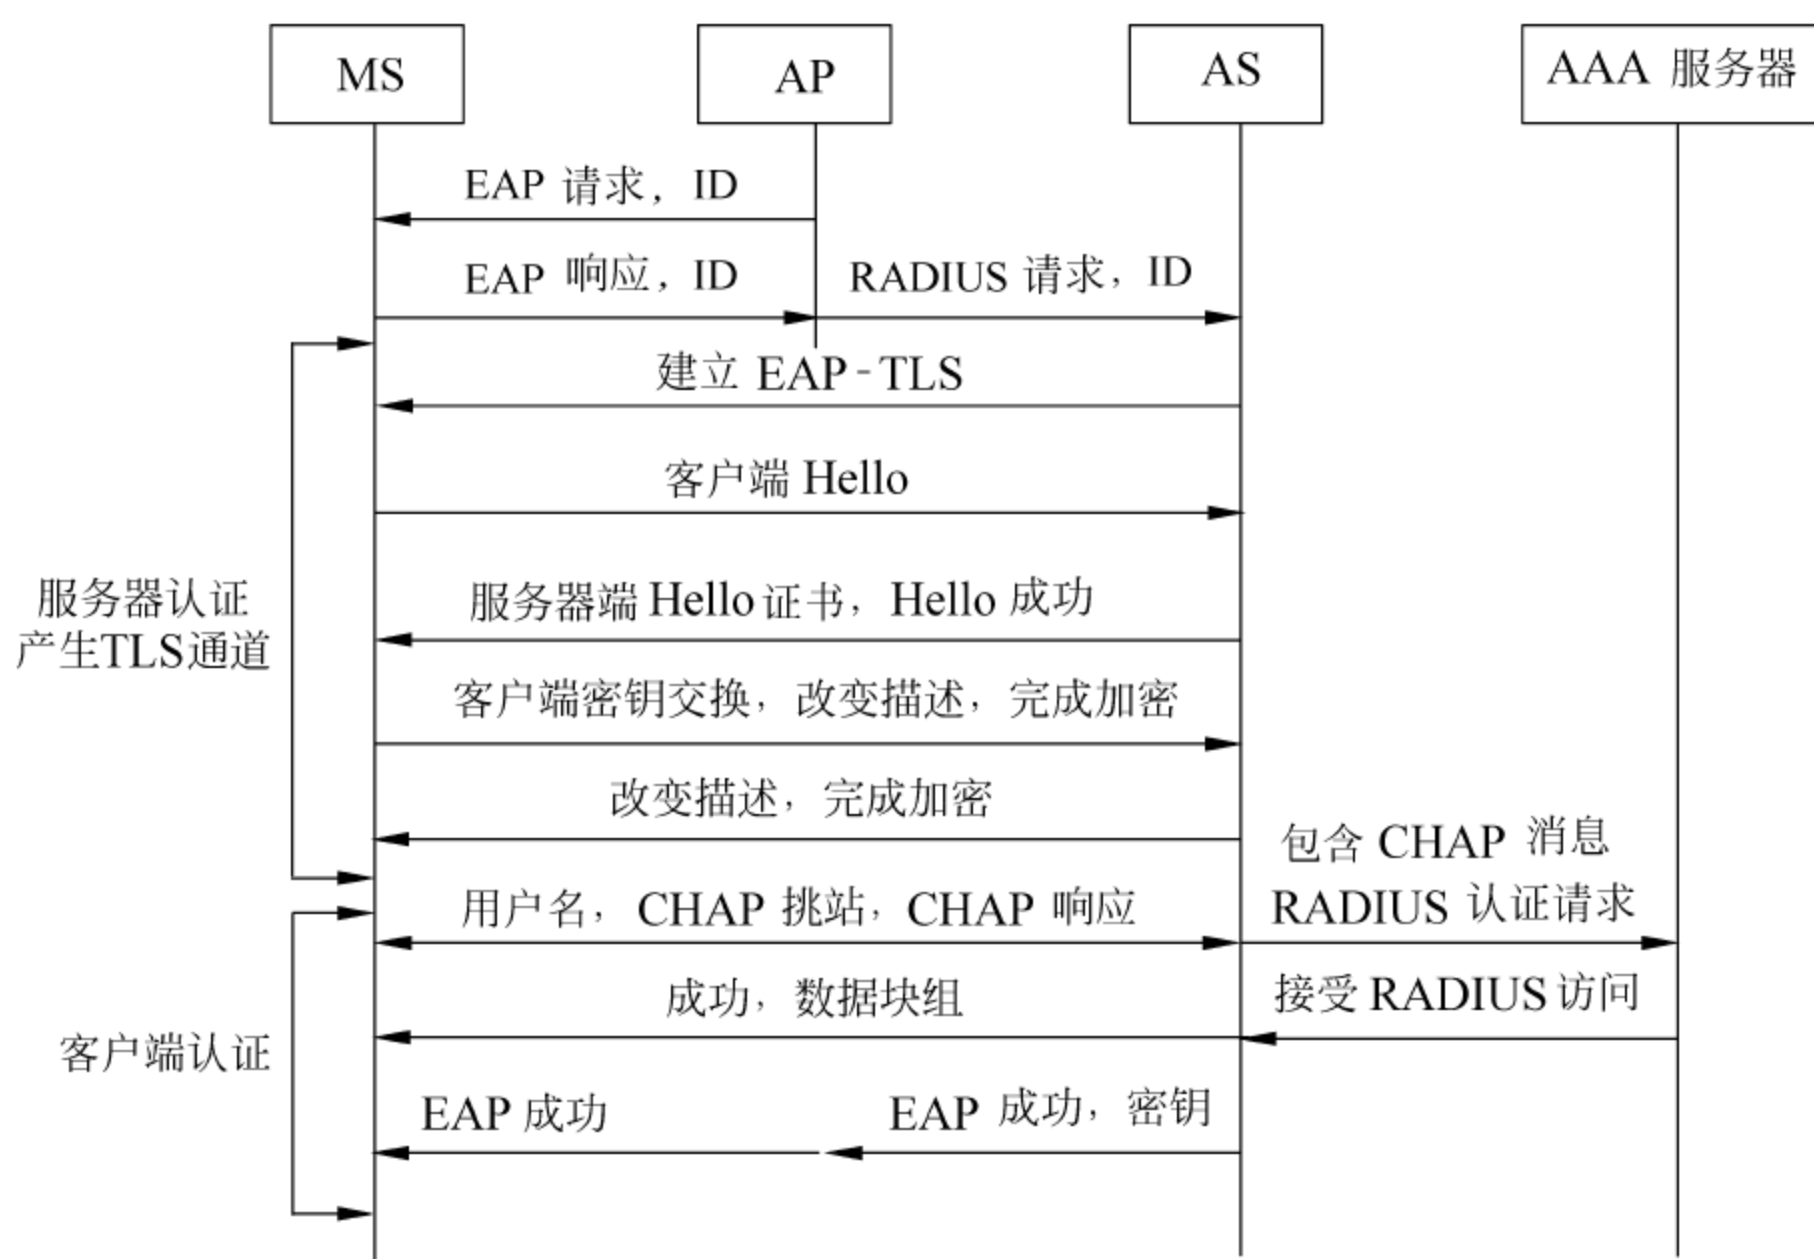 MS
AP
AS
AAA 服务器
EAP 请求，ID
EAP 响应，ID
RADIUS 请求，ID
建立 EAP-TLS
客户端 Hello
服务器端 Hello 证书，Hello 成功
服务器认证
产生TLS通道
客户端密钥交换，改变描述，完成加密
改变描述，完成加密
包含 CHAP 消息
RADIUS 认证请求
用户名，CHAP 挑站，CHAP 响应
成功，数据块组
接受 RADIUS 访问
客户端认证
EAP 成功
EAP 成功，密钥